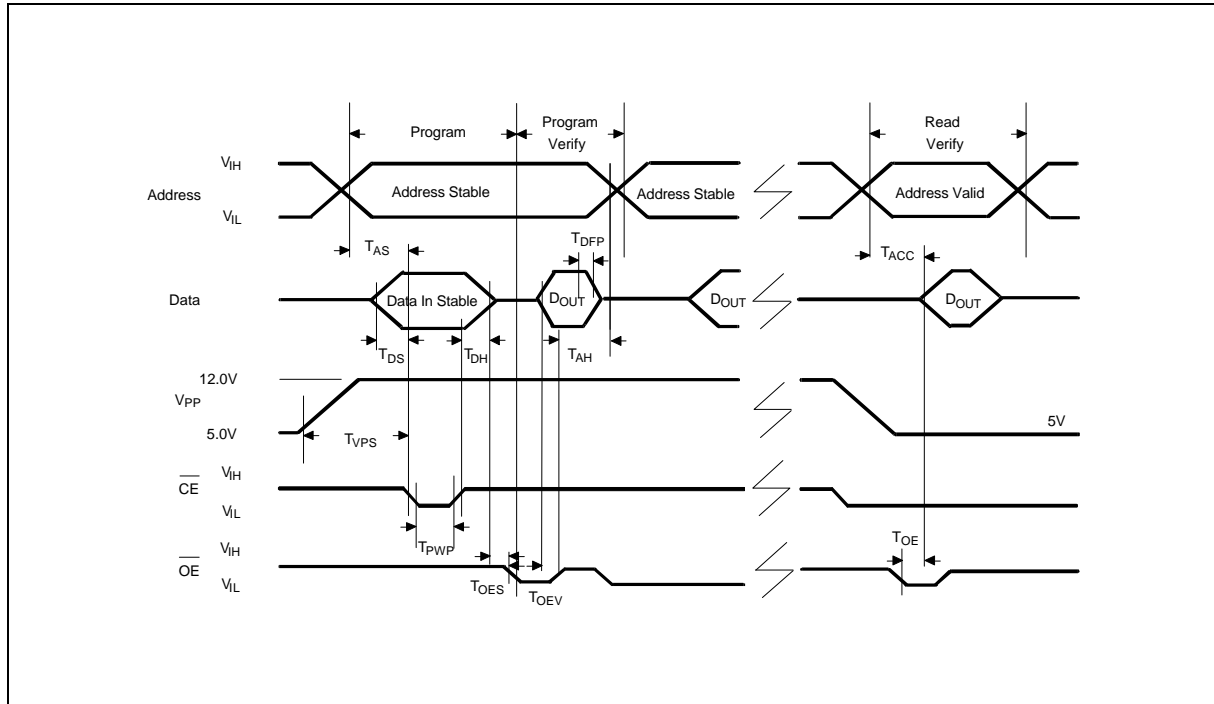 Program
Program
Verify
Read
Verify
VIH
Address
VIL
Address Stable
Address Stable
Address Valid
TAS
TDFP
TACC
Data
Data In Stable
DOUT
DOUT
DOUT
TDS
TDH
TAH
12.0V
VPP
5.0V
5V
TVPS
VIH
CE
VIL
TPWP
VIH
OE
VIL
TOES
TOEV
TOE